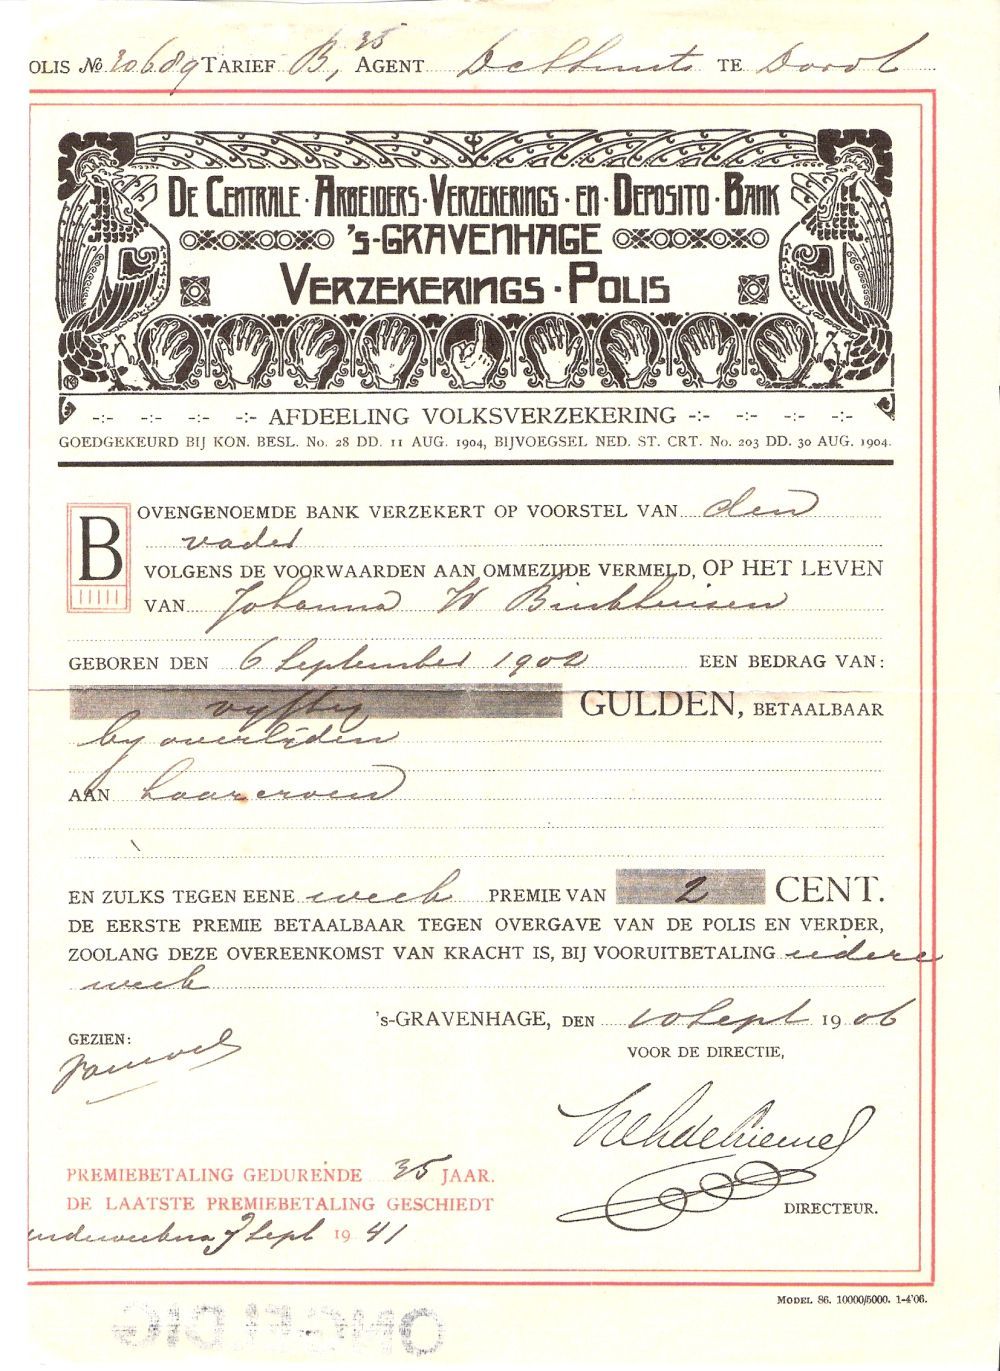 OLIS No 30689 TARIEF B, 35 AGENT TE Dordt
DE CENTRALE · ARBEIDERS · VERZEKERINGS · EN · DEPOSITO · BANK
's-GRAVENHAGE
VERZEKERINGS · POLIS
-:- -:- -:- -:- AFDEELING VOLKSVERZEKERING -:- -:- -:- -:-
GOEDGEKEURD BIJ KON. BESL. No. 28 DD. 11 AUG. 1904, BIJVOEGSEL NED. ST. CRT. No. 203 DD. 30 AUG. 1904.
BOVENGENOEMDE BANK VERZEKERT OP VOORSTEL VAN den
vader
VOLGENS DE VOORWAARDEN AAN OMMEZIJDE VERMELD, OP HET LEVEN
VAN Johanna W Binkhuisen
GEBOREN DEN 6 September 1902 EEN BEDRAG VAN:
vyftig GULDEN, BETAALBAAR
by overlijden
AAN haar erven
EN ZULKS TEGEN EENE week PREMIE VAN 2 CENT.
DE EERSTE PREMIE BETAALBAAR TEGEN OVERGAVE VAN DE POLIS EN VERDER,
ZOOLANG DEZE OVEREENKOMST VAN KRACHT IS, BIJ VOORUITBETALING iedere
week
's-GRAVENHAGE, DEN 10 Sept 1906
GEZIEN:
VOOR DE DIRECTIE,
PREMIEBETALING GEDURENDE 35 JAAR.
DE LAATSTE PREMIEBETALING GESCHIEDT
Sept 1941
DIRECTEUR.
MODEL 86. 10000/5000. 1-4'06.
ONGELDIG